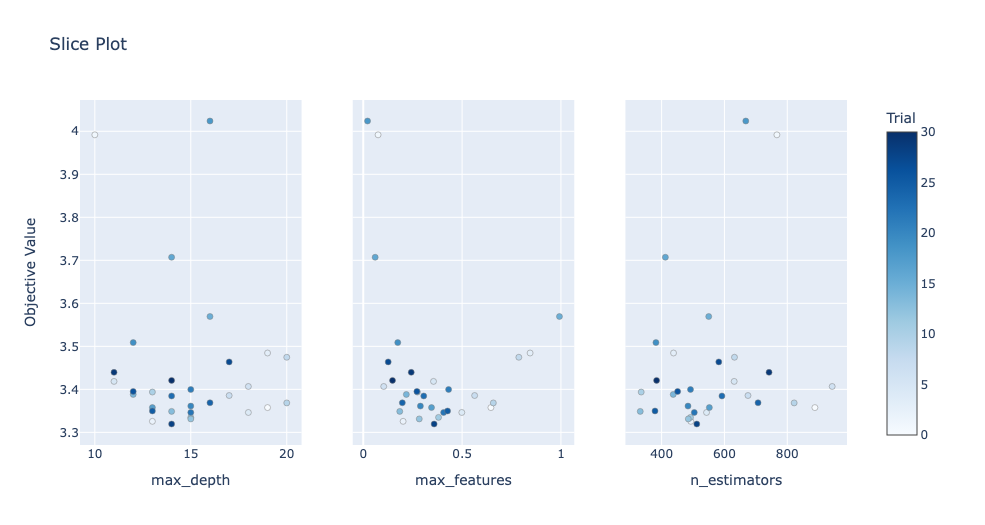 Slice Plot
Trial
Objective Value
4
3.9
3.8
3.7
3.6
3.5
3.4
3.3
10 15 20
0 0.5 1
400 600 800
max_depth max_features n_estimators
30
25
20
15
10
5
0